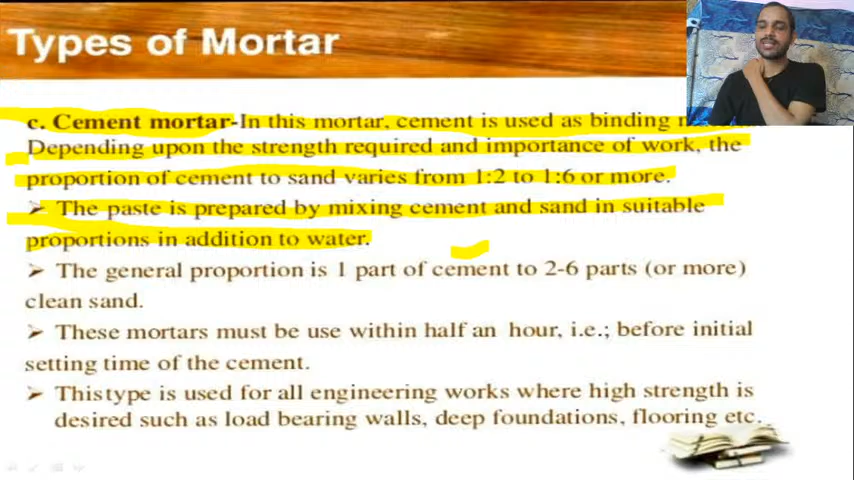 Types of Mortar
c. Cement mortar-In this mortar, cement is used as binding
Depending upon the strength required and importance of work, the
proportion of cement to sand varies from 1:2 to 1:6 or more.
➢ The paste is prepared by mixing cement and sand in suitable
proportions in addition to water.
➢ The general proportion is 1 part of cement to 2-6 parts (or more)
clean sand.
➢ These mortars must be use within half an hour, i.e.; before initial
setting time of the cement.
➢ This type is used for all engineering works where high strength is
desired such as load bearing walls, deep foundations, flooring etc.